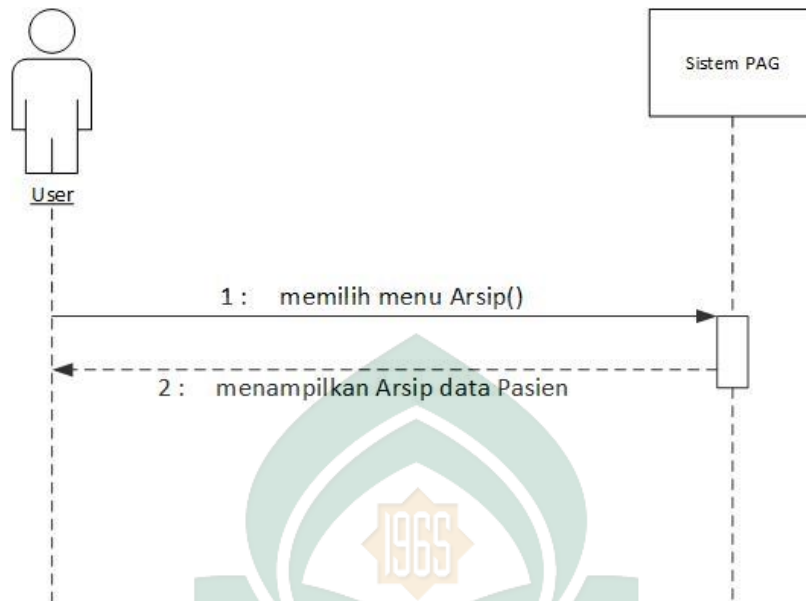 Sistem PAG
User
1 : memilih menu Arsip()
2 : menampilkan Arsip data Pasien
1965